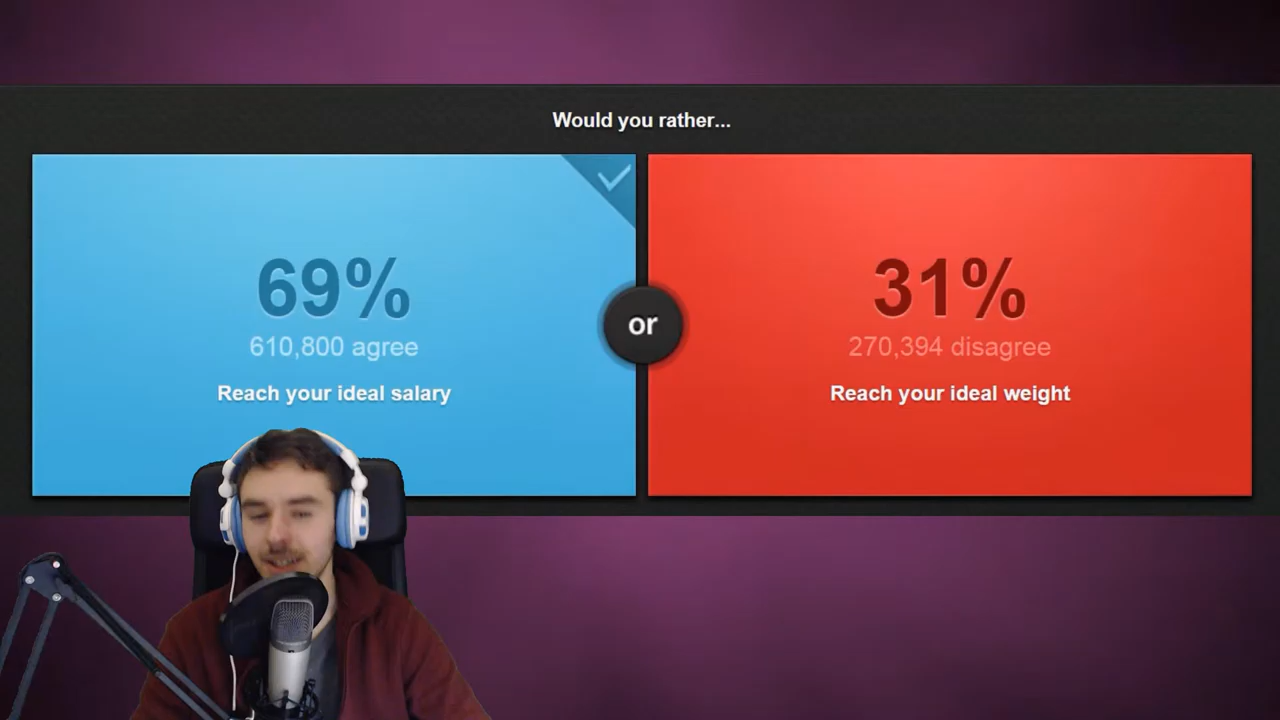 Would you rather...
69%
610,800 agree
Reach your ideal salary
or
31%
270,394 disagree
Reach your ideal weight